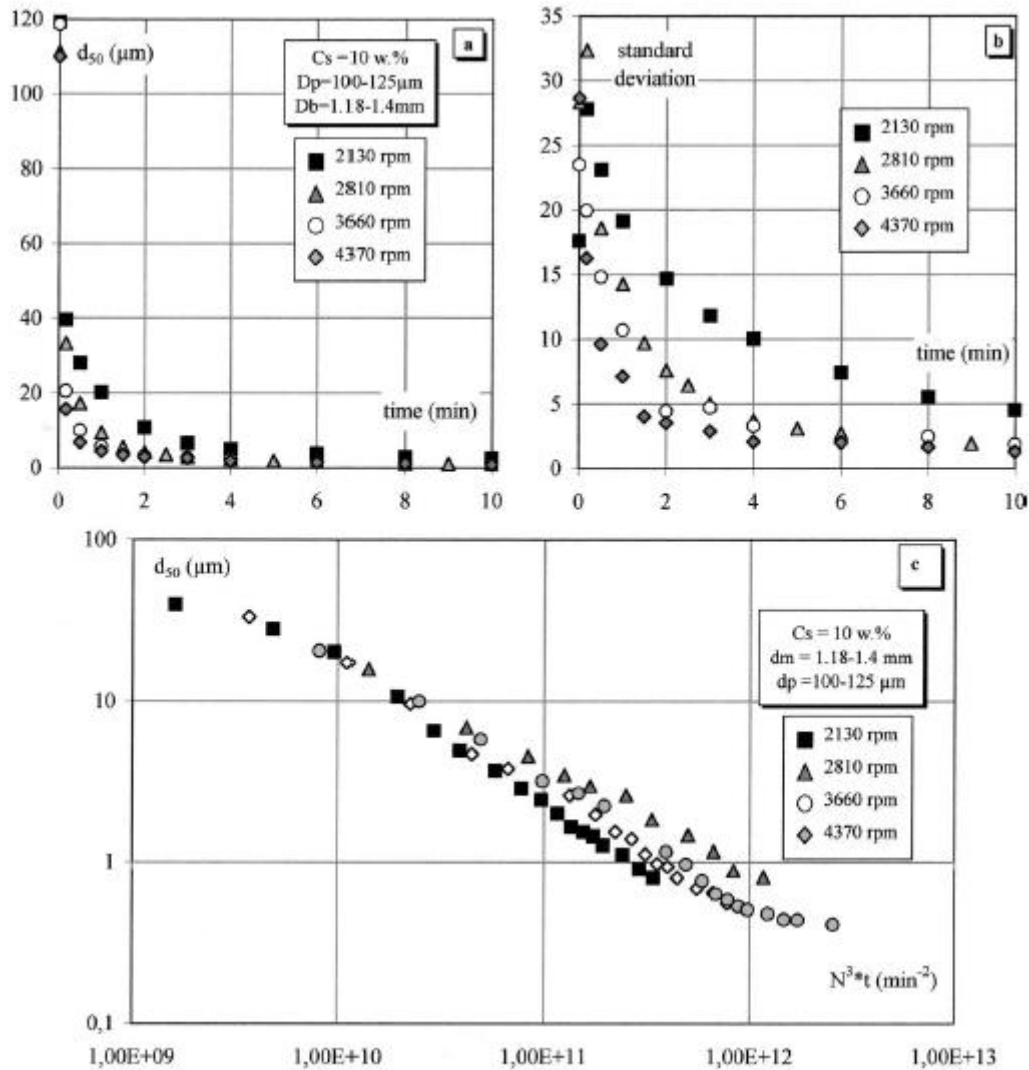 a
d₅₀ (µm)
Cs =10 w.%
Dp=100-125µm
Db=1.18-1.4mm
2130 rpm
2810 rpm
3660 rpm
4370 rpm
time (min)
120
100
80
60
40
20
0
0 2 4 6 8 10
b
standard
deviation
2130 rpm
2810 rpm
3660 rpm
4370 rpm
time (min)
35
30
25
20
15
10
5
0
0 2 4 6 8 10
c
d₅₀ (µm)
Cs = 10 w.%
dm = 1.18-1.4 mm
dp =100-125 µm
2130 rpm
2810 rpm
3660 rpm
4370 rpm
N³*t (min⁻²)
100
10
1
0,1
1,00E+09 1,00E+10 1,00E+11 1,00E+12 1,00E+13